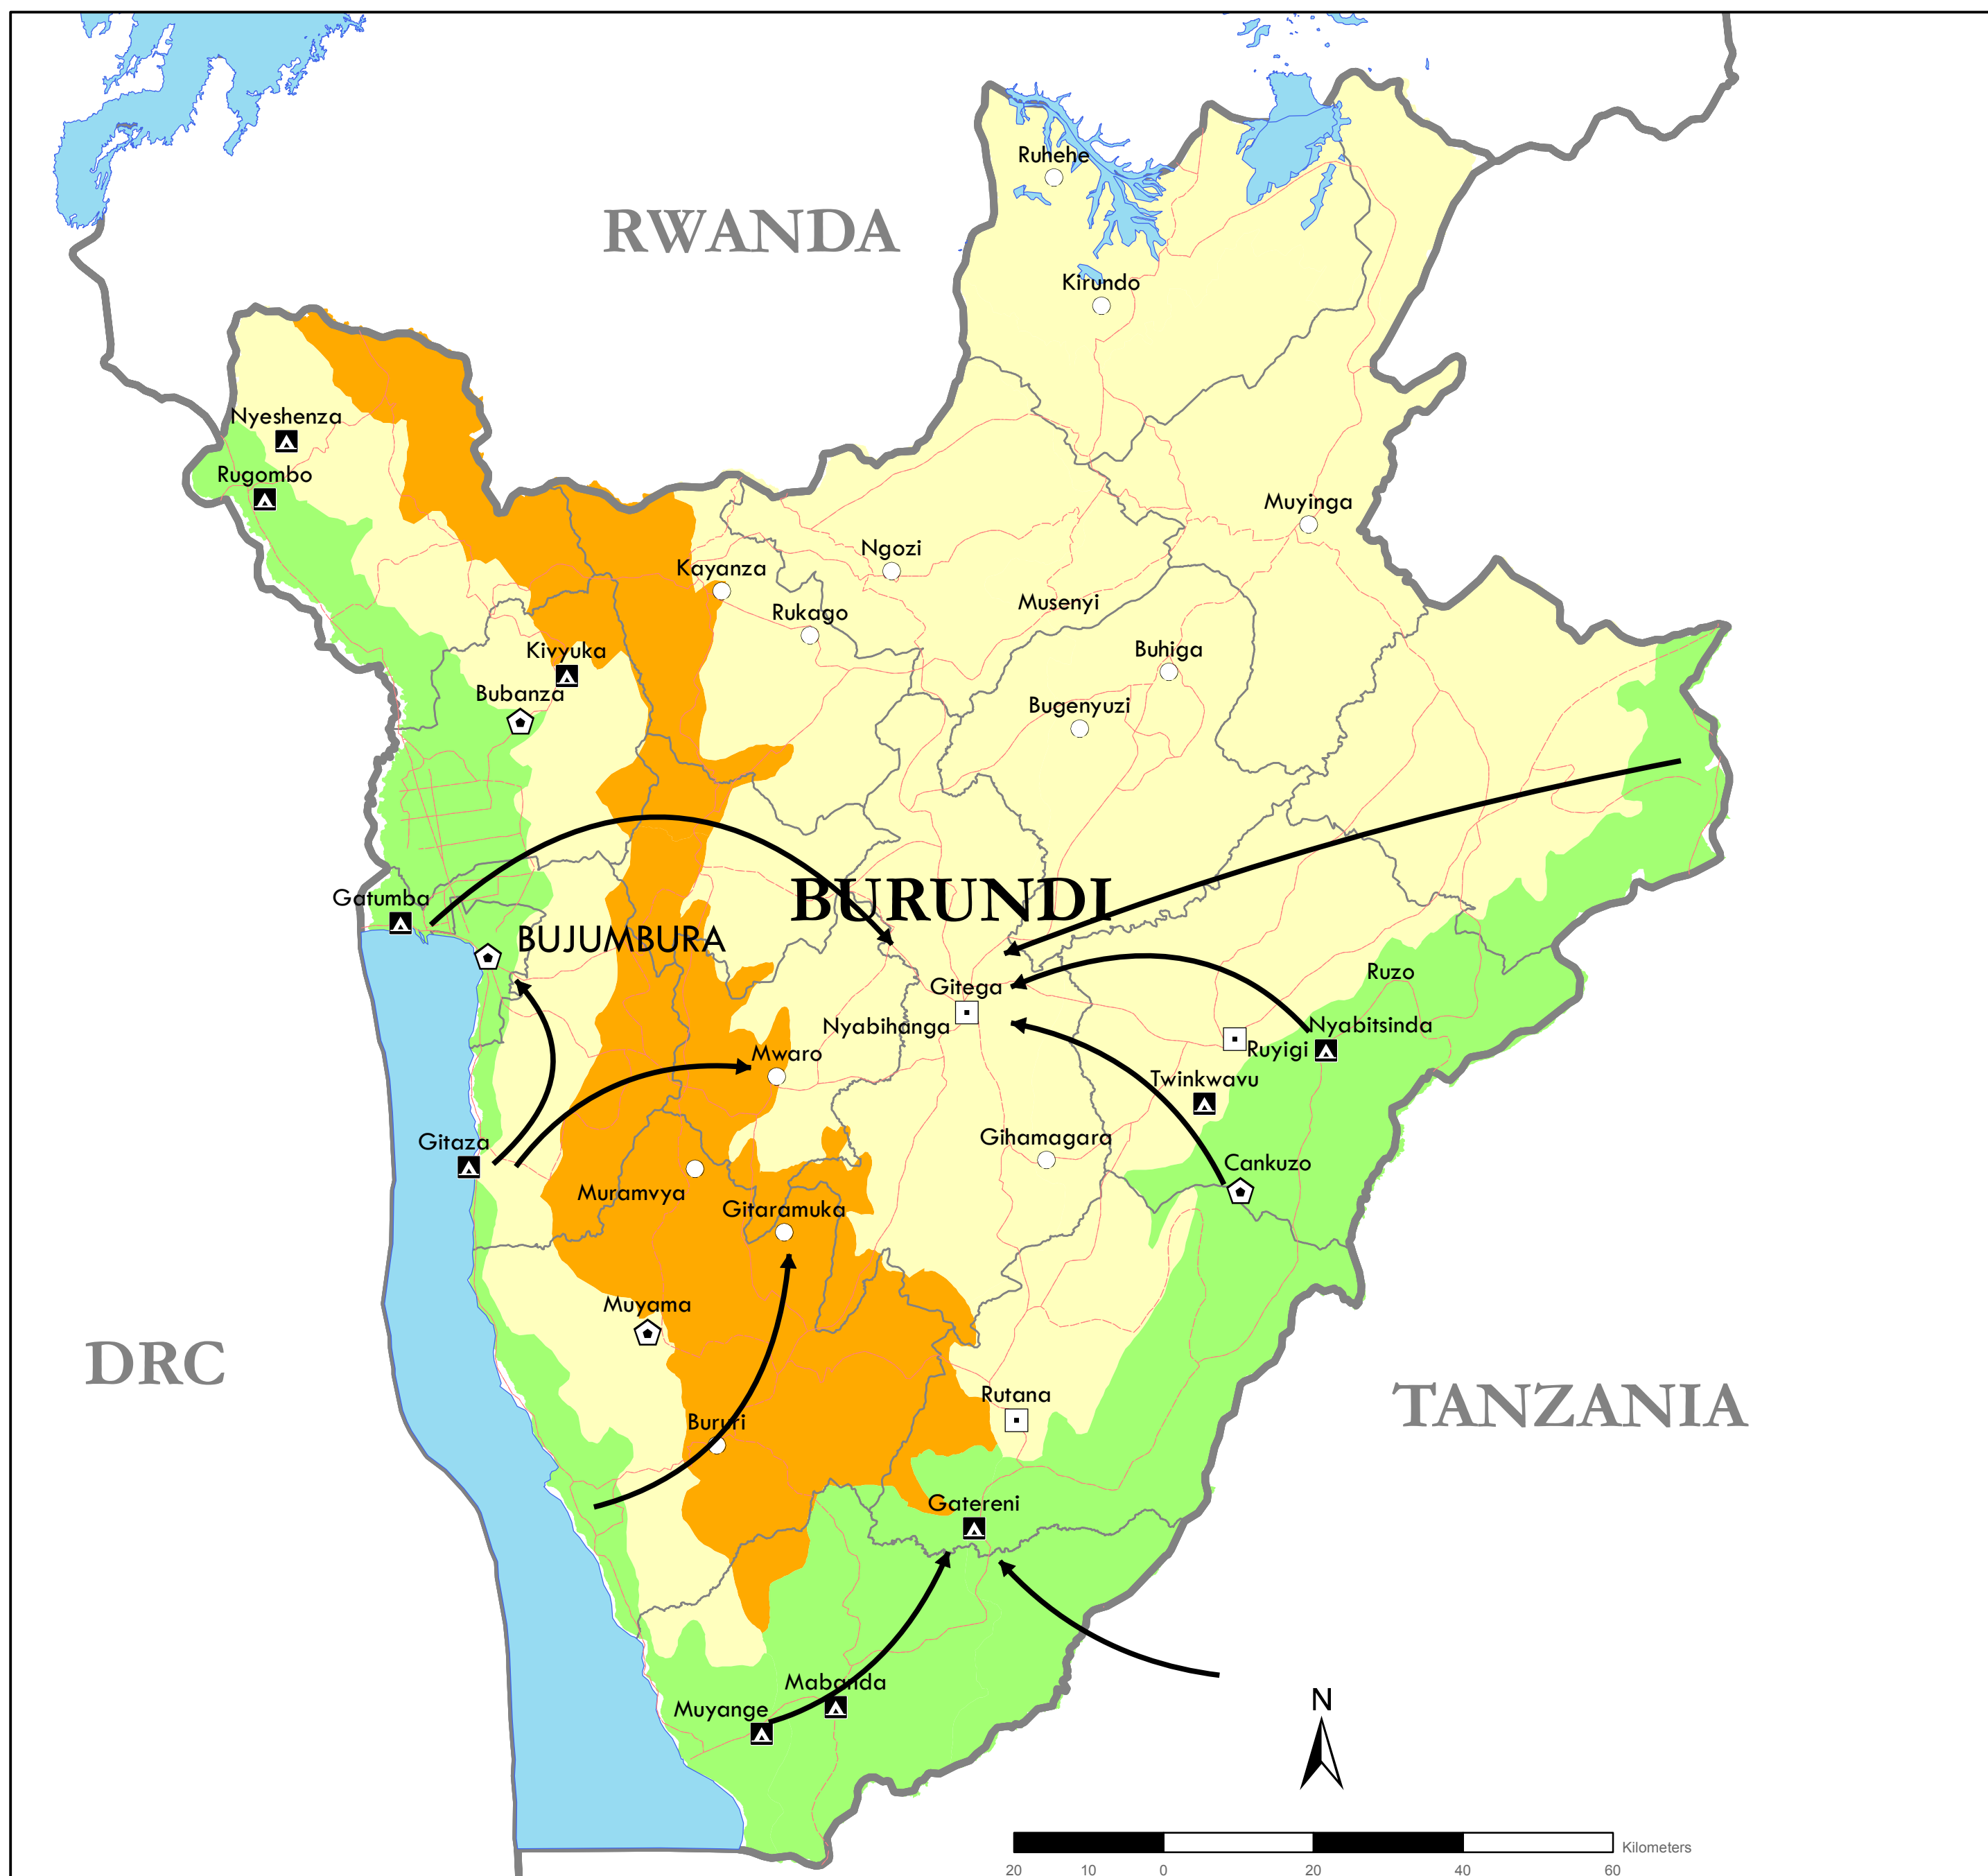 Ruhehe
RWANDA
Kirundo
Nyeshenza
Rugombo
Muyinga
Ngozi
Kayanza
Musenyi
Rukago
Kivyuka
Buhiga
Bubanza
Bugenyuzi
Gatumba
BURUNDI
BUJUMBURA
Ruzo
Gitega
Nyabihanga
Nyabitsinda
Mwaro
Ruyigi
Twinkwavu
Gitaza
Gihamagara
Cankuzo
Muramvya
Gitaramuka
Muyama
DRC
Rutana
TANZANIA
Bururi
Gatereni
Mabanda
Muyange
N
Kilometers
20 10 0 20 40 60